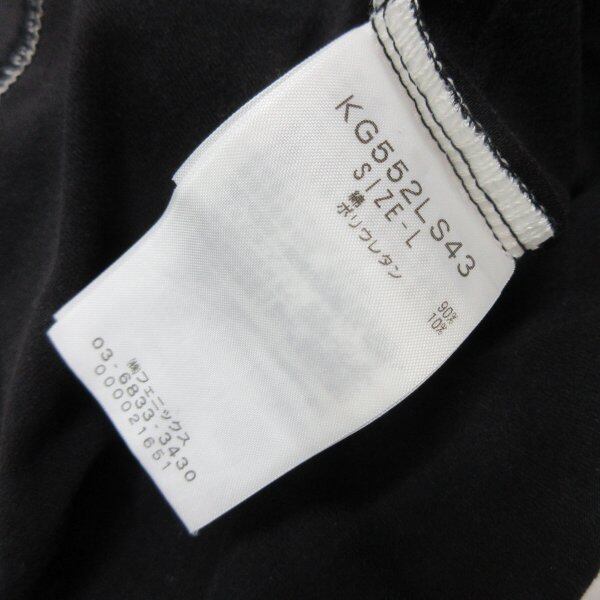 KG552LS43
SIZE-L
綿 90%
ポリウレタン 10%
㈱フェニックス
03-6833-3430
0000021651